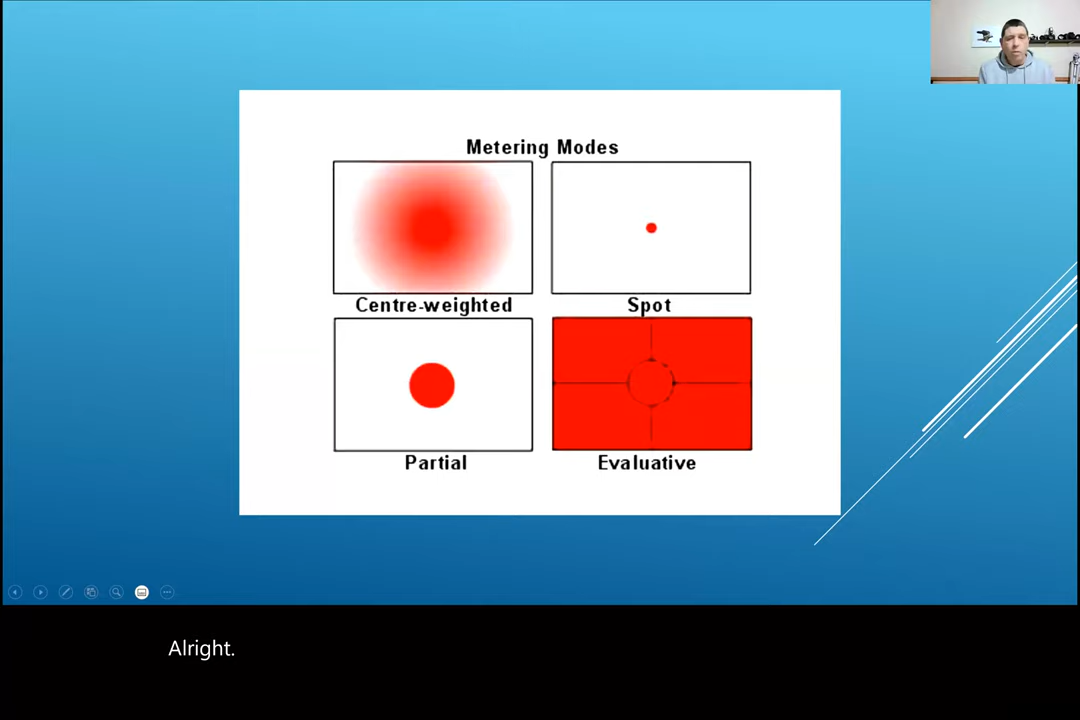 Metering Modes
Centre-weighted
Spot
Partial
Evaluative
Alright.